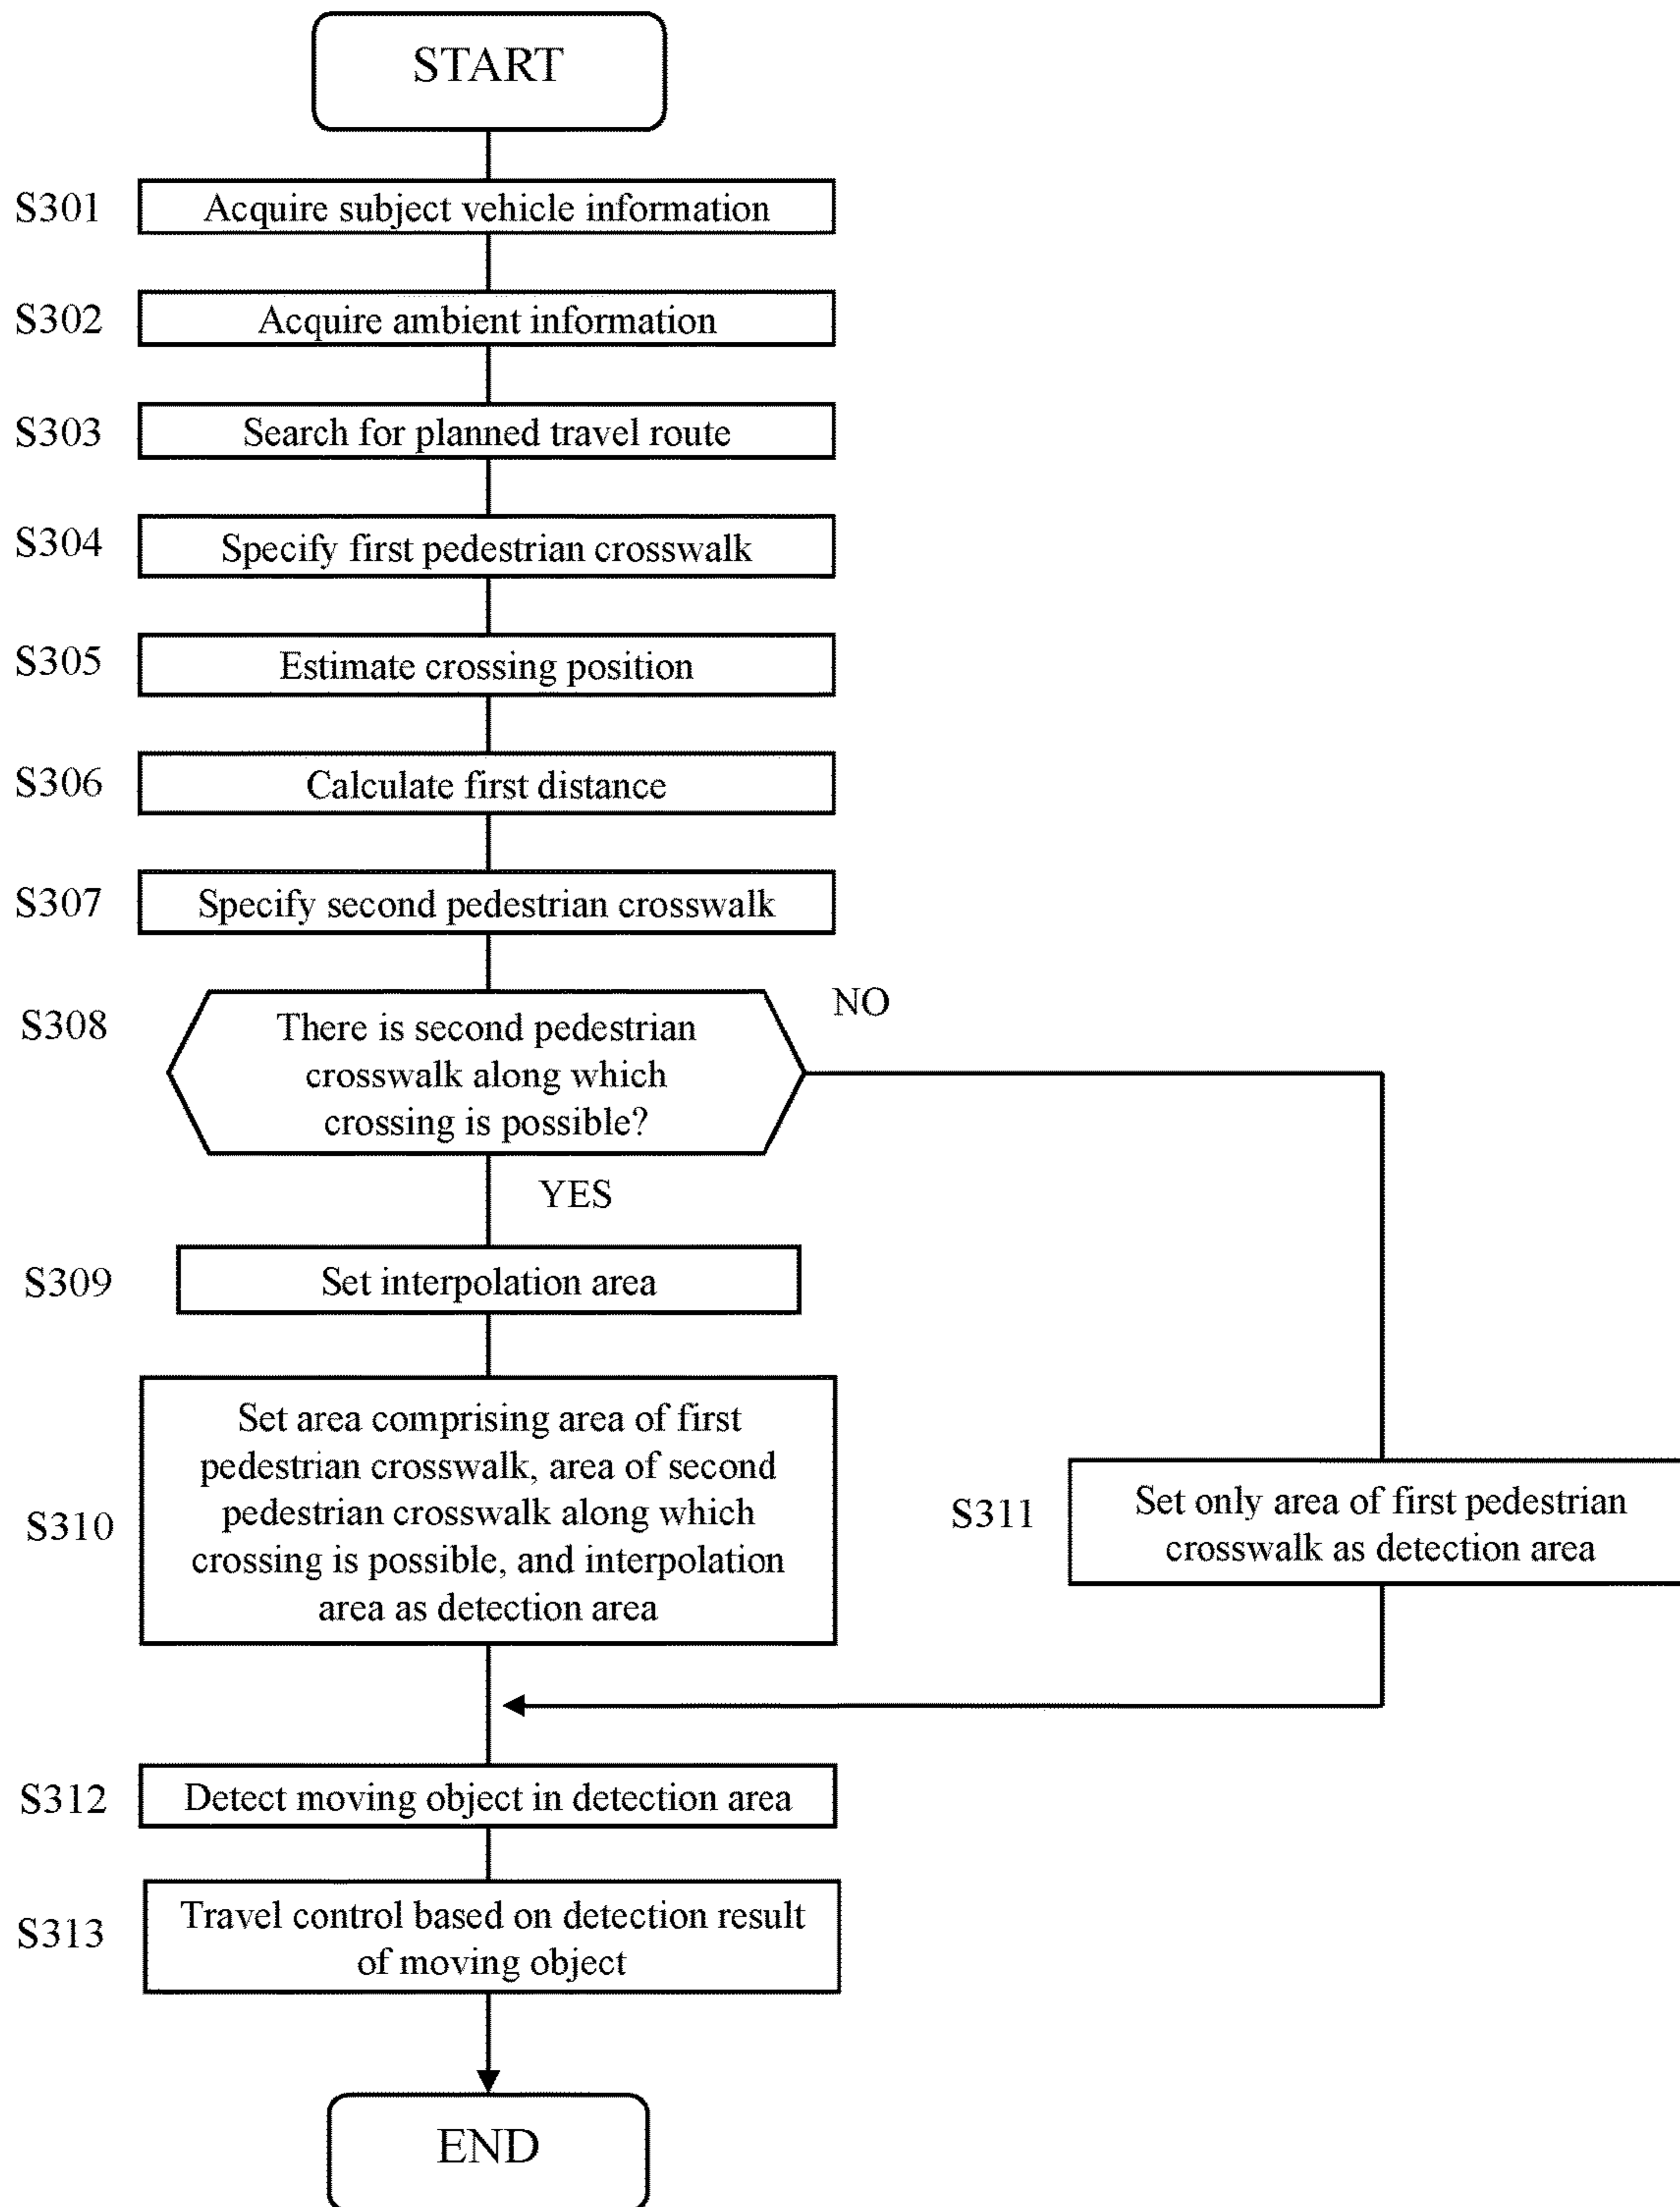 START
S301
Acquire subject vehicle information
S302
Acquire ambient information
S303
Search for planned travel route
S304
Specify first pedestrian crosswalk
S305
Estimate crossing position
S306
Calculate first distance
S307
Specify second pedestrian crosswalk
S308
There is second pedestrian
crosswalk along which
crossing is possible?
NO
YES
S309
Set interpolation area
S310
Set area comprising area of first
pedestrian crosswalk, area of second
pedestrian crosswalk along which
crossing is possible, and interpolation
area as detection area
S311
Set only area of first pedestrian
crosswalk as detection area
S312
Detect moving object in detection area
S313
Travel control based on detection result
of moving object
END